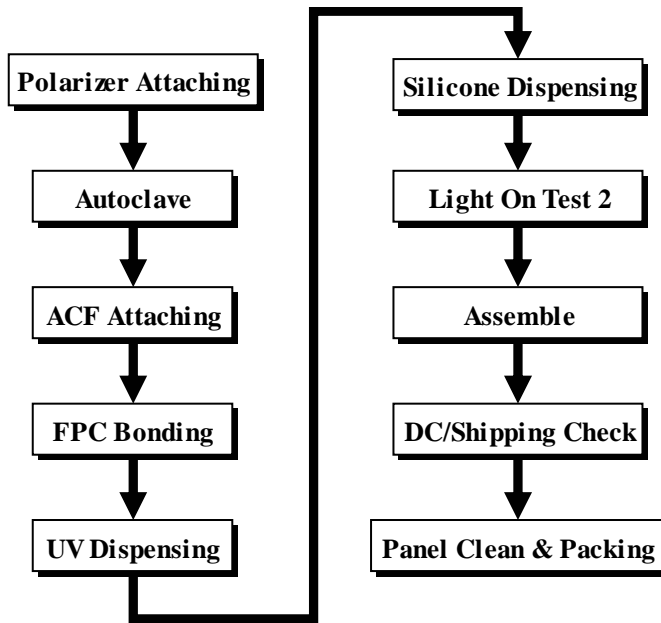 Polarizer Attaching
Autoclave
ACF Attaching
FPC Bonding
UV Dispensing
Silicone Dispensing
Light On Test 2
Assemble
DC/Shipping Check
Panel Clean & Packing